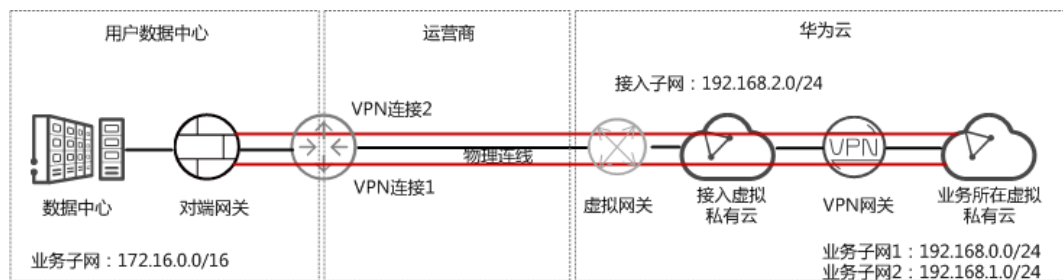 用户数据中心
运营商
华为云
接入子网：192.168.2.0/24
VPN连接2
物理连线
VPN
VPN连接1
数据中心
对端网关
虚拟网关
接入虚拟
私有云
VPN网关
业务所在虚拟
私有云
业务子网：172.16.0.0/16
业务子网1：192.168.0.0/24
业务子网2：192.168.1.0/24